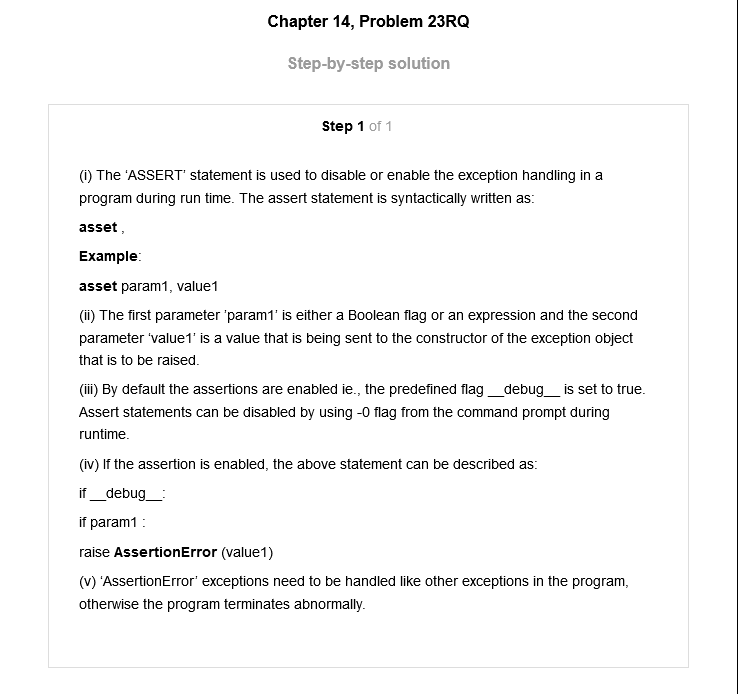 Chapter 14, Problem 23RQ
Step-by-step solution
Step 1 of 1
(i) The ‘ASSERT’ statement is used to disable or enable the exception handling in a
program during run time. The assert statement is syntactically written as:
asset ,
Example:
asset param1, value1
(ii) The first parameter ’param1’ is either a Boolean flag or an expression and the second
parameter ‘value1’ is a value that is being sent to the constructor of the exception object
that is to be raised.
(iii) By default the assertions are enabled ie., the predefined flag __debug__ is set to true.
Assert statements can be disabled by using -0 flag from the command prompt during
runtime.
(iv) If the assertion is enabled, the above statement can be described as:
if __debug__:
if param1 :
raise AssertionError (value1)
(v) ‘AssertionError’ exceptions need to be handled like other exceptions in the program,
otherwise the program terminates abnormally.